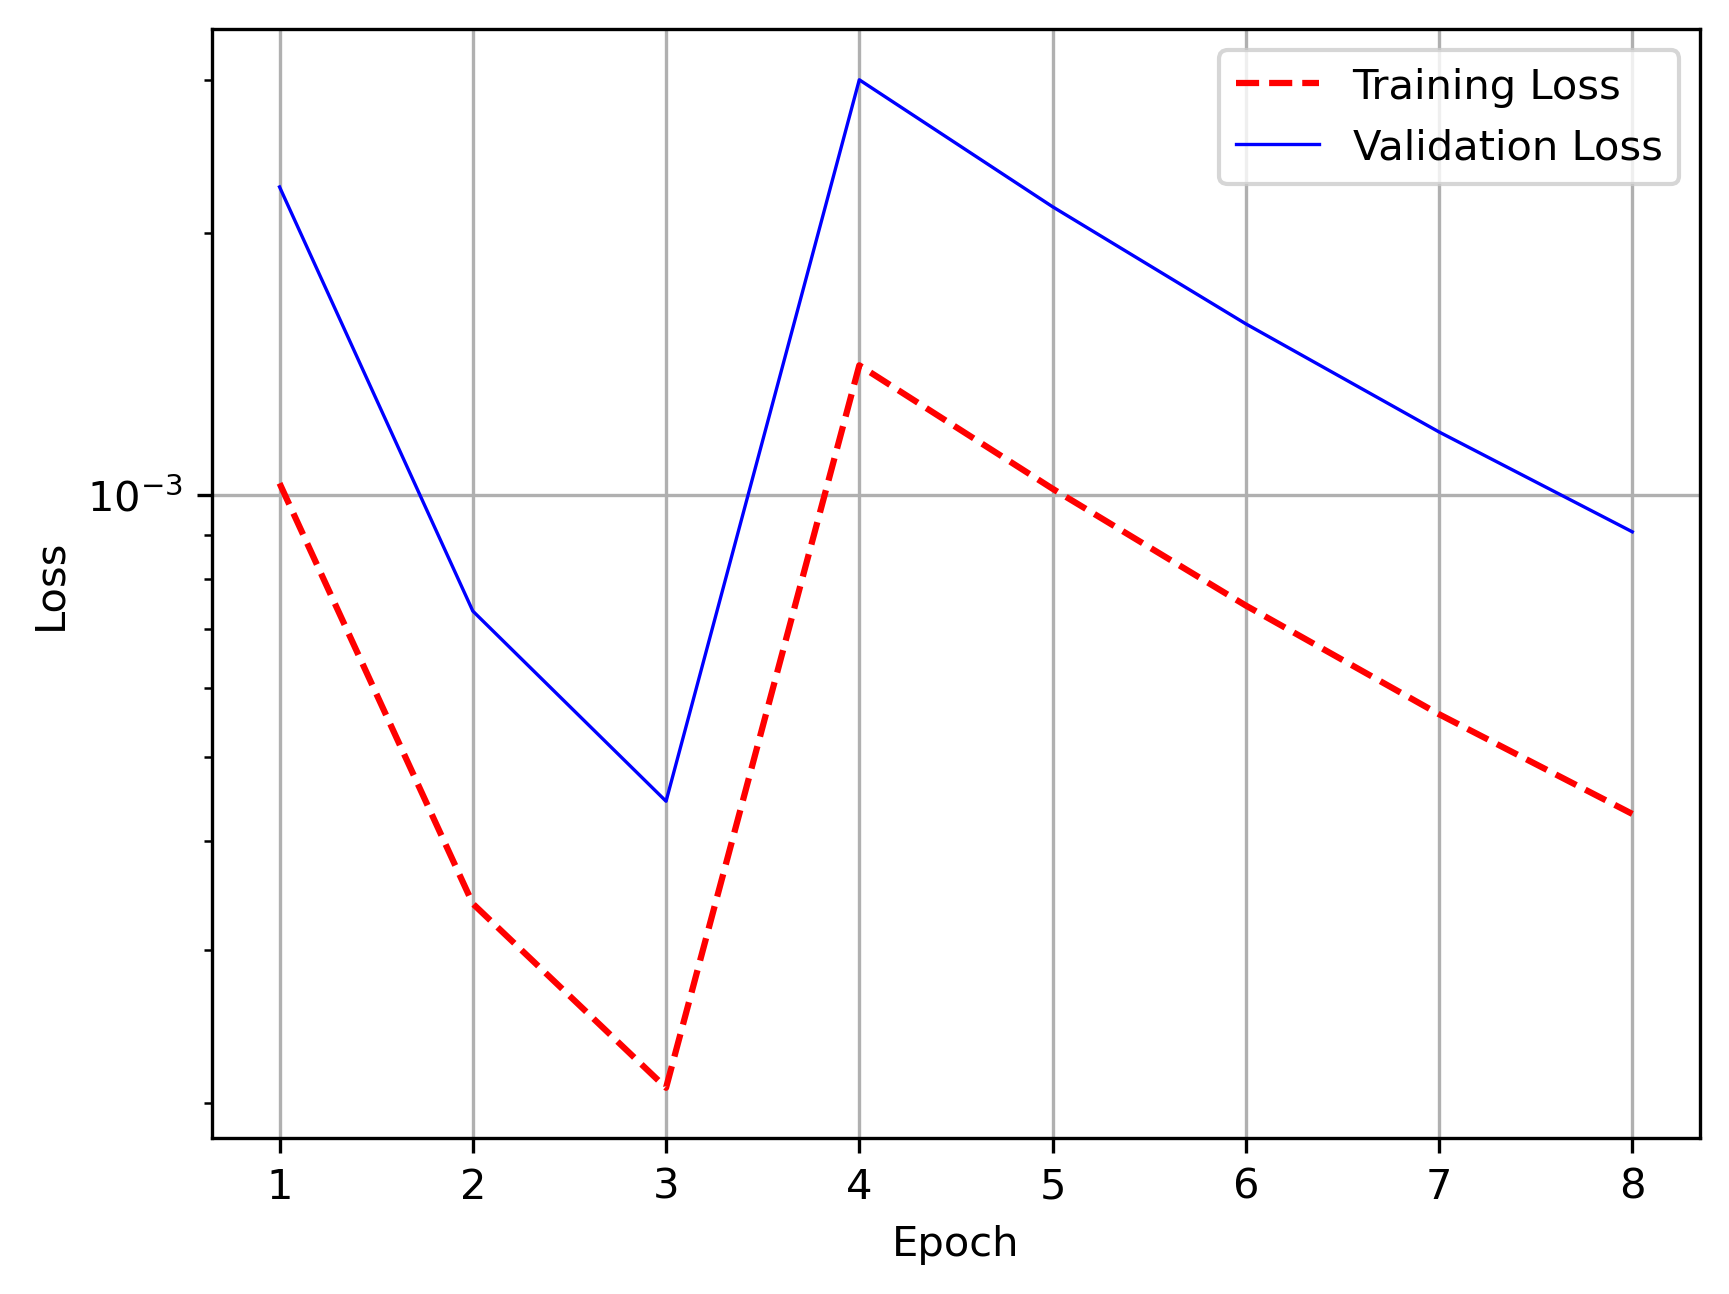 Training Loss
Validation Loss
10⁻³
Loss
1 2 3 4 5 6 7 8
Epoch